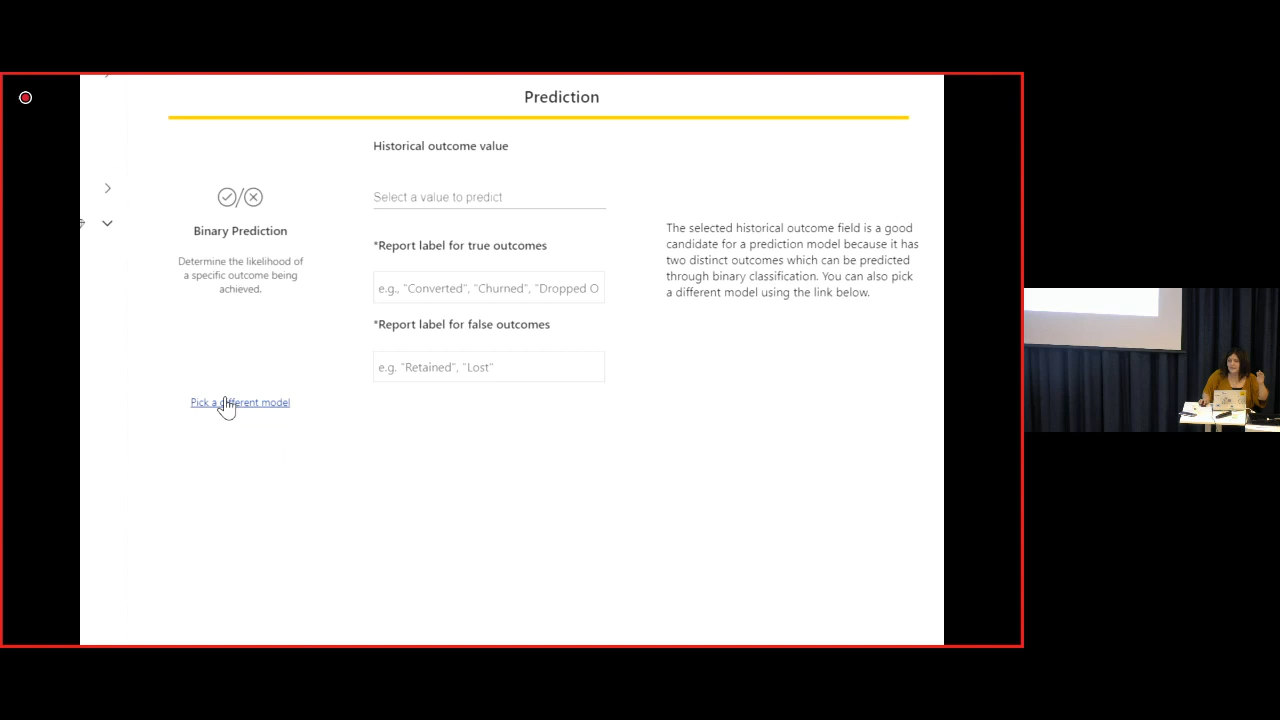 Prediction
Historical outcome value
Select a value to predict
Binary Prediction
Determine the likelihood of
a specific outcome being
achieved.
*Report label for true outcomes
e.g., "Converted", "Churned", "Dropped O
*Report label for false outcomes
e.g. "Retained", "Lost"
Pick a different model
The selected historical outcome field is a good
candidate for a prediction model because it has
two distinct outcomes which can be predicted
through binary classification. You can also pick
a different model using the link below.